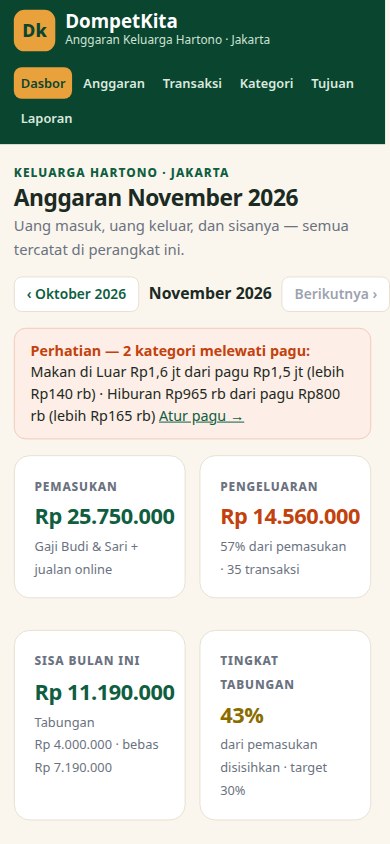 Dk
DompetKita
Anggaran Keluarga Hartono · Jakarta
Dasbor Anggaran Transaksi Kategori Tujuan
Laporan
KELUARGA HARTONO · JAKARTA
Anggaran November 2026
Uang masuk, uang keluar, dan sisanya — semua
tercatat di perangkat ini.
‹ Oktober 2026 November 2026 Berikutnya ›
Perhatian — 2 kategori melewati pagu:
Makan di Luar Rp1,6 jt dari pagu Rp1,5 jt (lebih
Rp140 rb) · Hiburan Rp965 rb dari pagu Rp800
rb (lebih Rp165 rb) Atur pagu →
PEMASUKAN
Rp 25.750.000
Gaji Budi & Sari +
jualan online
PENGELUARAN
Rp 14.560.000
57% dari pemasukan
· 35 transaksi
SISA BULAN INI
Rp 11.190.000
Tabungan
Rp 4.000.000 · bebas
Rp 7.190.000
TINGKAT
TABUNGAN
43%
dari pemasukan
disisihkan · target
30%